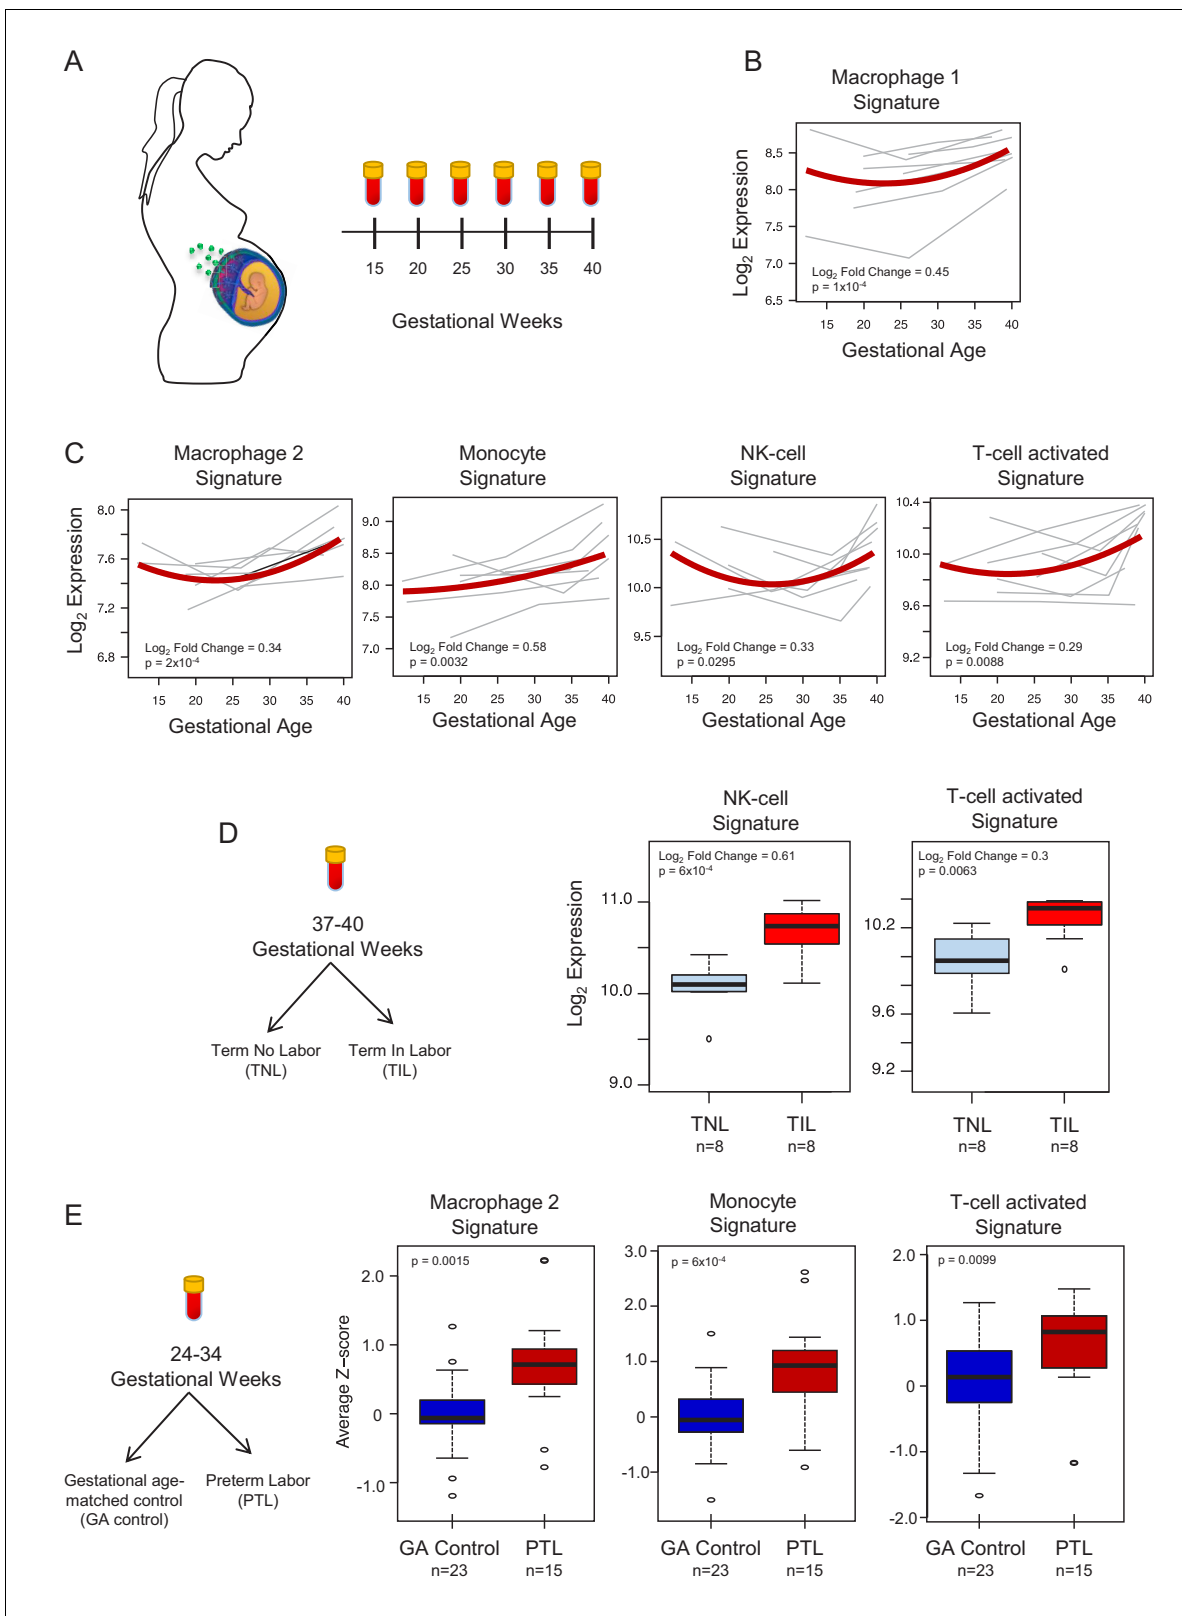 A
15 20 25 30 35 40
Gestational Weeks
B
Macrophage 1
Signature
Log2 Expression
8.5
8.0
7.5
7.0
6.5
Log2 Fold Change = 0.45
p = 1x10-4
15 20 25 30 35 40
Gestational Age
C
Macrophage 2
Signature
Log2 Expression
8.0
7.6
7.2
6.8
Log2 Fold Change = 0.34
p = 2x10-4
15 20 25 30 35 40
Gestational Age
Monocyte
Signature
9.0
8.5
8.0
7.5
7.0
Log2 Fold Change = 0.58
p = 0.0032
15 20 25 30 35 40
Gestational Age
NK-cell
Signature
10.5
10.0
9.5
Log2 Fold Change = 0.33
p = 0.0295
15 20 25 30 35 40
Gestational Age
T-cell activated
Signature
10.4
10.0
9.6
9.2
Log2 Fold Change = 0.29
p = 0.0088
15 20 25 30 35 40
Gestational Age
D
37-40
Gestational Weeks
Term No Labor
(TNL)
Term In Labor
(TIL)
NK-cell
Signature
Log2 Fold Change = 0.61
p = 6x10-4
Log2 Expression
11.0
10.0
9.0
TNL TIL
n=8 n=8
T-cell activated
Signature
Log2 Fold Change = 0.3
p = 0.0063
10.2
9.6
9.2
TNL TIL
n=8 n=8
E
24-34
Gestational Weeks
Gestational age-
matched control
(GA control)
Preterm Labor
(PTL)
Macrophage 2
Signature
p = 0.0015
Average Z-score
2.0
1.0
0
-1.0
GA Control PTL
n=23 n=15
Monocyte
Signature
p = 6x10-4
3.0
2.0
1.0
0
-1.0
GA Control PTL
n=23 n=15
T-cell activated
Signature
p = 0.0099
2.0
1.0
0
-1.0
-2.0
GA Control PTL
n=23 n=15